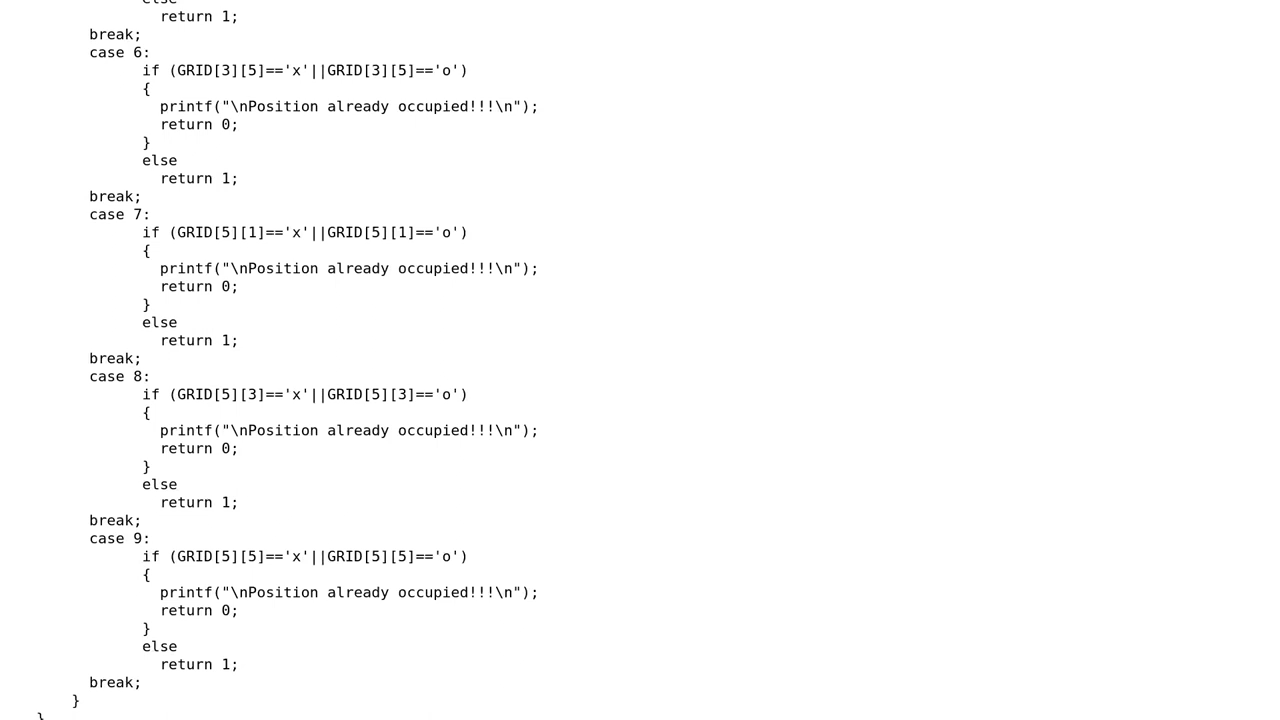 else
return 1;
break;
case 6:
if (GRID[3][5]=='x'||GRID[3][5]=='o')
{
printf("\nPosition already occupied!!!\n");
return 0;
}
else
return 1;
break;
case 7:
if (GRID[5][1]=='x'||GRID[5][1]=='o')
{
printf("\nPosition already occupied!!!\n");
return 0;
}
else
return 1;
break;
case 8:
if (GRID[5][3]=='x'||GRID[5][3]=='o')
{
printf("\nPosition already occupied!!!\n");
return 0;
}
else
return 1;
break;
case 9:
if (GRID[5][5]=='x'||GRID[5][5]=='o')
{
printf("\nPosition already occupied!!!\n");
return 0;
}
else
return 1;
break;
}
}